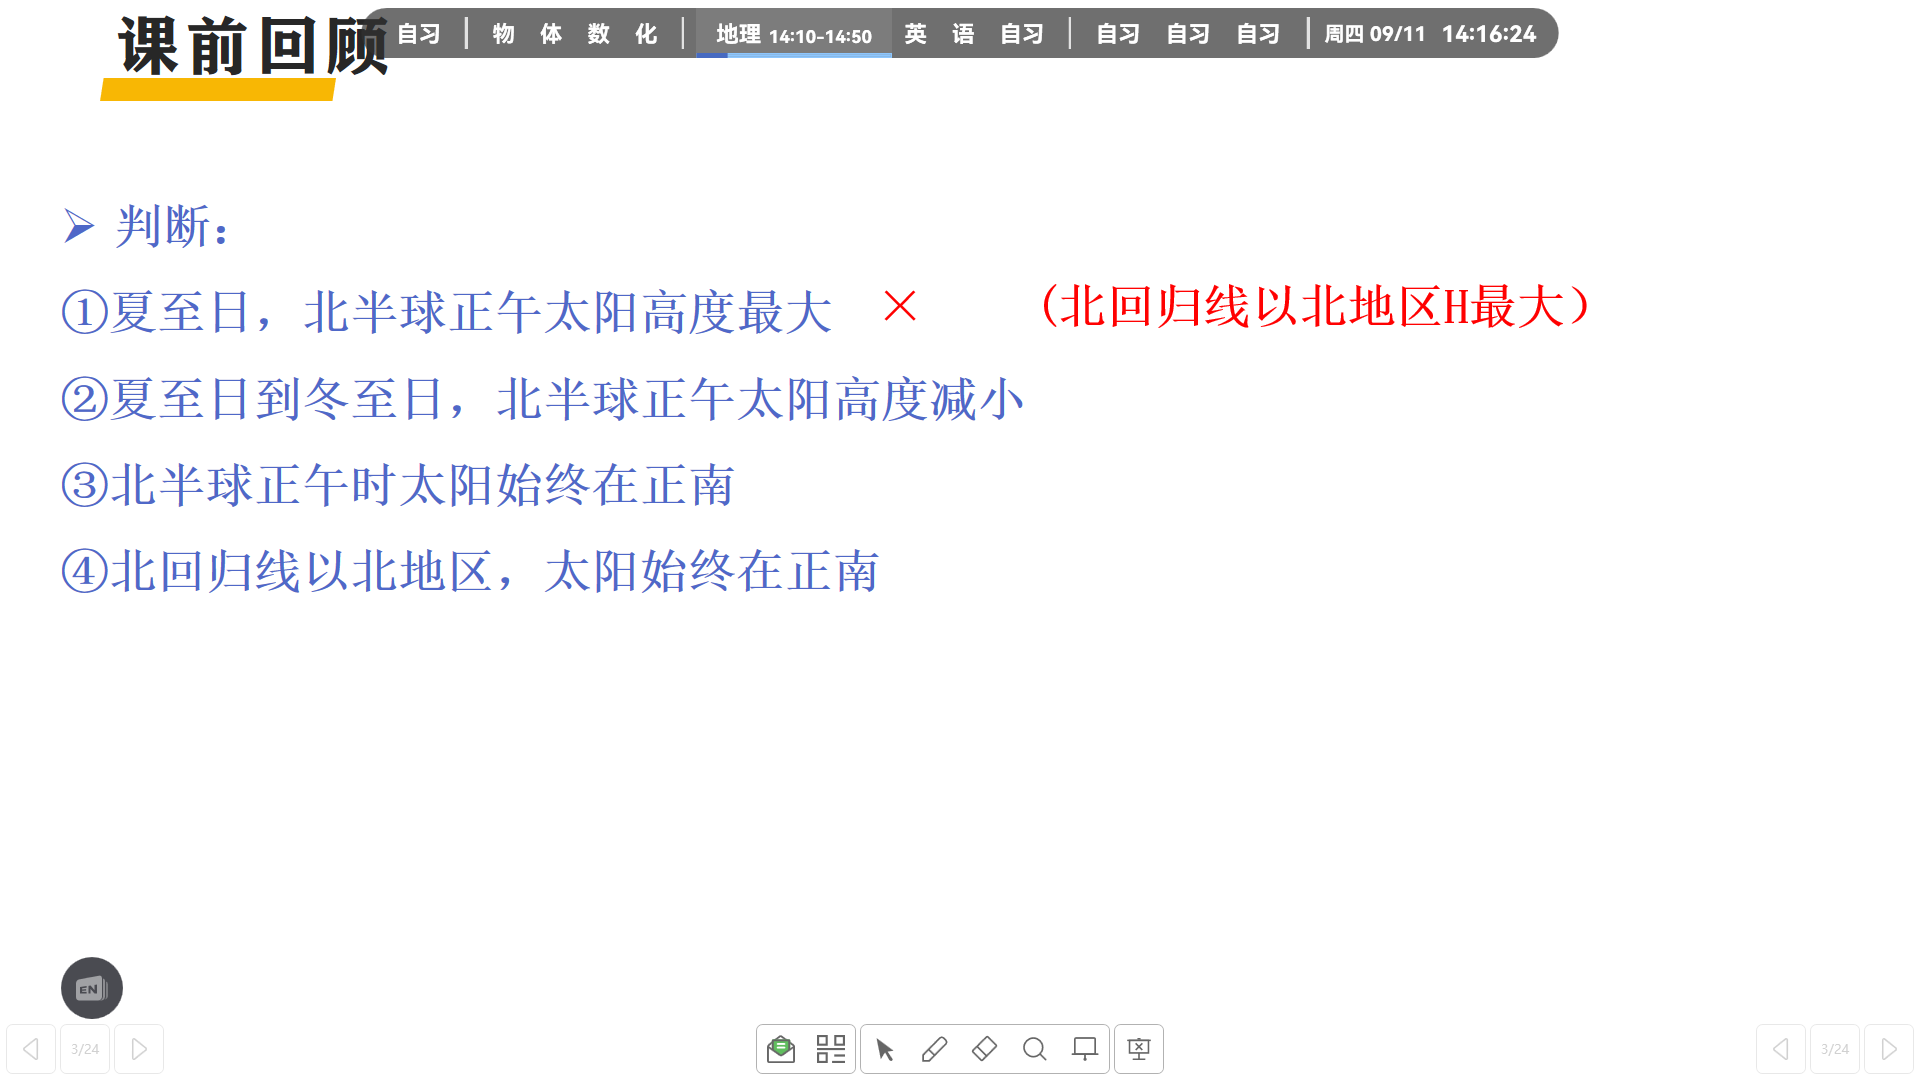 课前回顾
自习 物 体 数 化 地理 14:10-14:50 英 语 自习 自习 自习 自习 周四 09/11 14:16:24
判断：
①夏至日，北半球正午太阳高度最大 × （北回归线以北地区H最大）
②夏至日到冬至日，北半球正午太阳高度减小
③北半球正午时太阳始终在正南
④北回归线以北地区，太阳始终在正南
EN
3/24
3/24